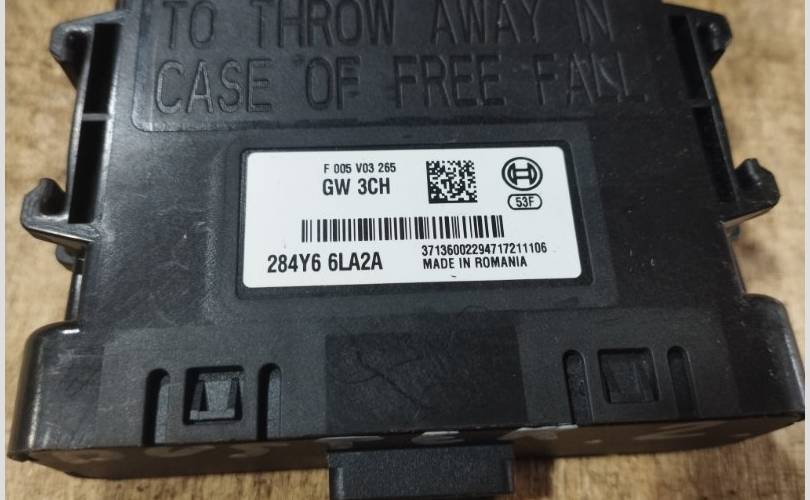 TO THROW AWAY IN
CASE OF FREE FALL
F 005 V03 265
GW 3CH
53F
284Y6 6LA2A
37136002294717211106
MADE IN ROMANIA